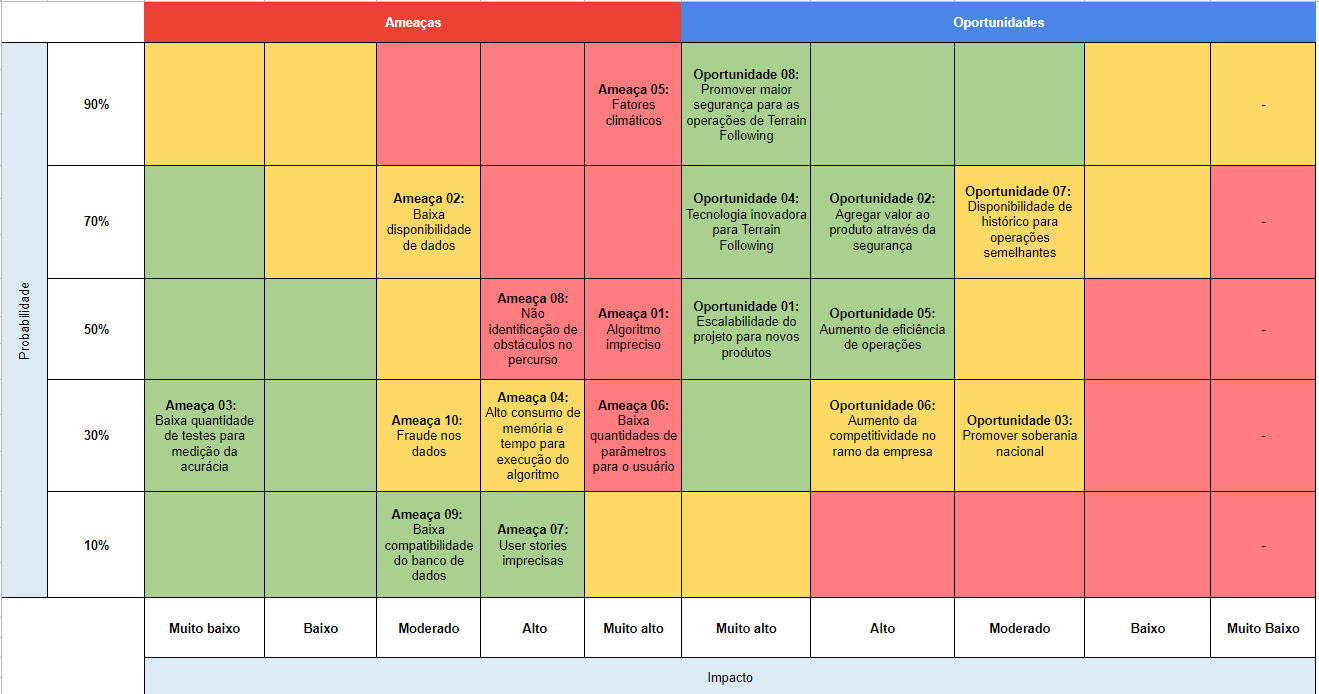 Ameaças
Oportunidades
Probabilidade
90%
Ameaça 05:
Fatores
climáticos
Oportunidade 08:
Promover maior
segurança para as
operações de Terrain
Following
-
70%
Ameaça 02:
Baixa
disponibilidade
de dados
Oportunidade 04:
Tecnologia inovadora
para Terrain
Following
Oportunidade 02:
Agregar valor ao
produto através da
segurança
Oportunidade 07:
Disponibilidade de
histórico para
operações
semelhantes
-
50%
Ameaça 08:
Não
identificação de
obstáculos no
percurso
Ameaça 01:
Algoritmo
impreciso
Oportunidade 01:
Escalabilidade do
projeto para novos
produtos
Oportunidade 05:
Aumento de eficiência
de operações
-
30%
Ameaça 03:
Baixa quantidade
de testes para
medição da
acurácia
Ameaça 10:
Fraude nos
dados
Ameaça 04:
Alto consumo de
memória e
tempo para
execução do
algoritmo
Ameaça 06:
Baixa
quantidades de
parâmetros
para o usuário
Oportunidade 06:
Aumento da
competitividade no
ramo da empresa
Oportunidade 03:
Promover soberania
nacional
-
10%
Ameaça 09:
Baixa
compatibilidade
do banco de
dados
Ameaça 07:
User stories
imprecisas
-
Muito baixo
Baixo
Moderado
Alto
Muito alto
Muito alto
Alto
Moderado
Baixo
Muito Baixo
Impacto